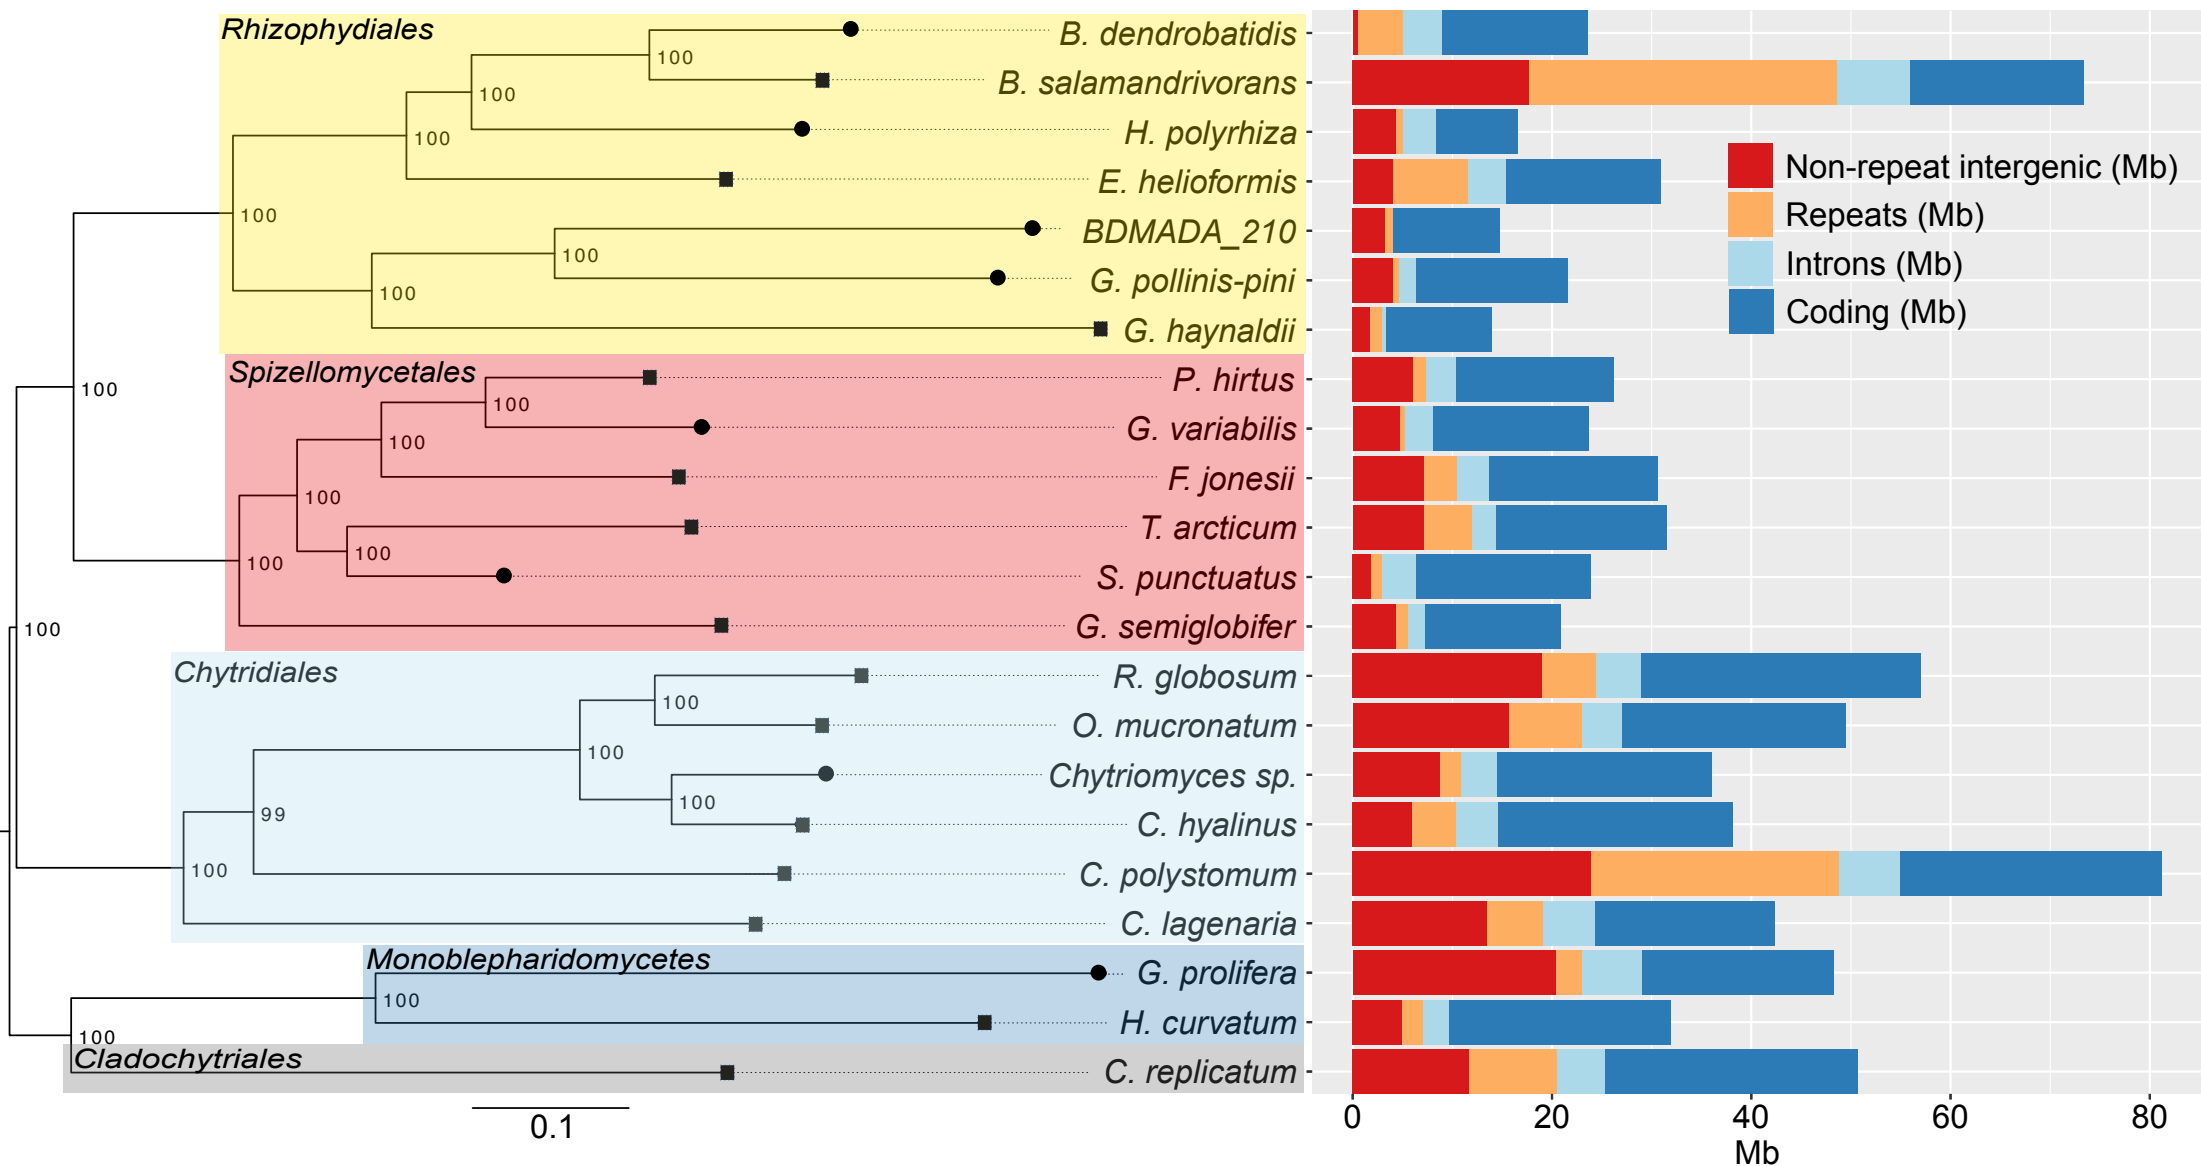 Rhizophydiales
B. dendrobatidis
100
B. salamandrivorans
100
H. polyrhiza
100
E. helioformis
Non-repeat intergenic (Mb)
100
Repeats (Mb)
BDMADA_210
100
Introns (Mb)
G. pollinis-pini
100
Coding (Mb)
G. haynaldii
Spizellomycetales
P. hirtus
100
100
G. variabilis
100
F. jonesii
100
T. arcticum
100
100
S. punctuatus
100
G. semiglobifer
Chytridiales
R. globosum
100
O. mucronatum
100
Chytriomyces sp.
100
99
C. hyalinus
100
C. polystomum
C. lagenaria
Monoblepharidomycetes
G. prolifera
100
H. curvatum
100
Cladochytriales
C. replicatum
0.1
0 20 40 60 80
Mb